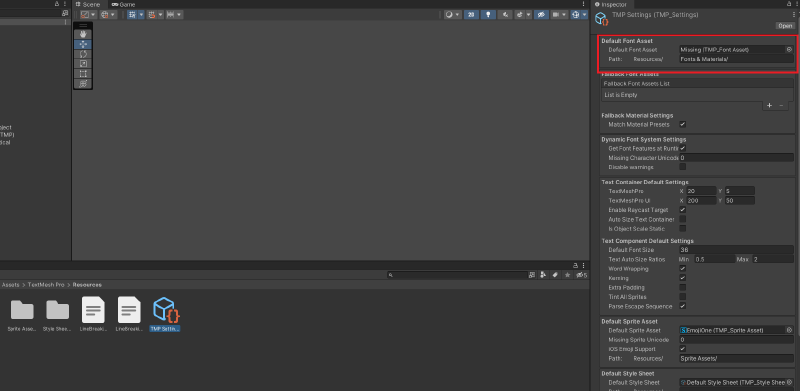 Scene
Game
Inspector
TMP Settings (TMP_Settings)
Open
2D
Default Font Asset
Default Font Asset Missing (TMP_Font Asset)
Path: Resources/ Fonts & Materials/
Fallback Font Assets
Fallback Font Assets List
List is Empty
Fallback Material Settings
Match Material Presets
Dynamic Font System Settings
Get Font Features at Runti
Missing Character Unicode 0
Disable warnings
Text Container Default Settings
TextMeshPro X 20 Y 5
TextMeshPro UI X 200 Y 50
Enable Raycast Target
Auto Size Text Container
Is Object Scale Static
Text Component Default Settings
Default Font Size 36
Text Auto Size Ratios Min 0.5 Max 2
Word Wrapping
Kerning
Extra Padding
Tint All Sprites
Parse Escape Sequence
Default Sprite Asset
Default Sprite Asset EmojiOne (TMP_Sprite Asset)
Missing Sprite Unicode 0
iOS Emoji Support
Path: Resources/ Sprite Assets/
Default Style Sheet
Default Style Sheet Default Style Sheet (TMP_Style Shee
oject
TMP)
tical
5
Assets > TextMesh Pro > Resources
Sprite Asse...
Style Shee...
LineBreaki...
LineBreaki...
TMP Settin...